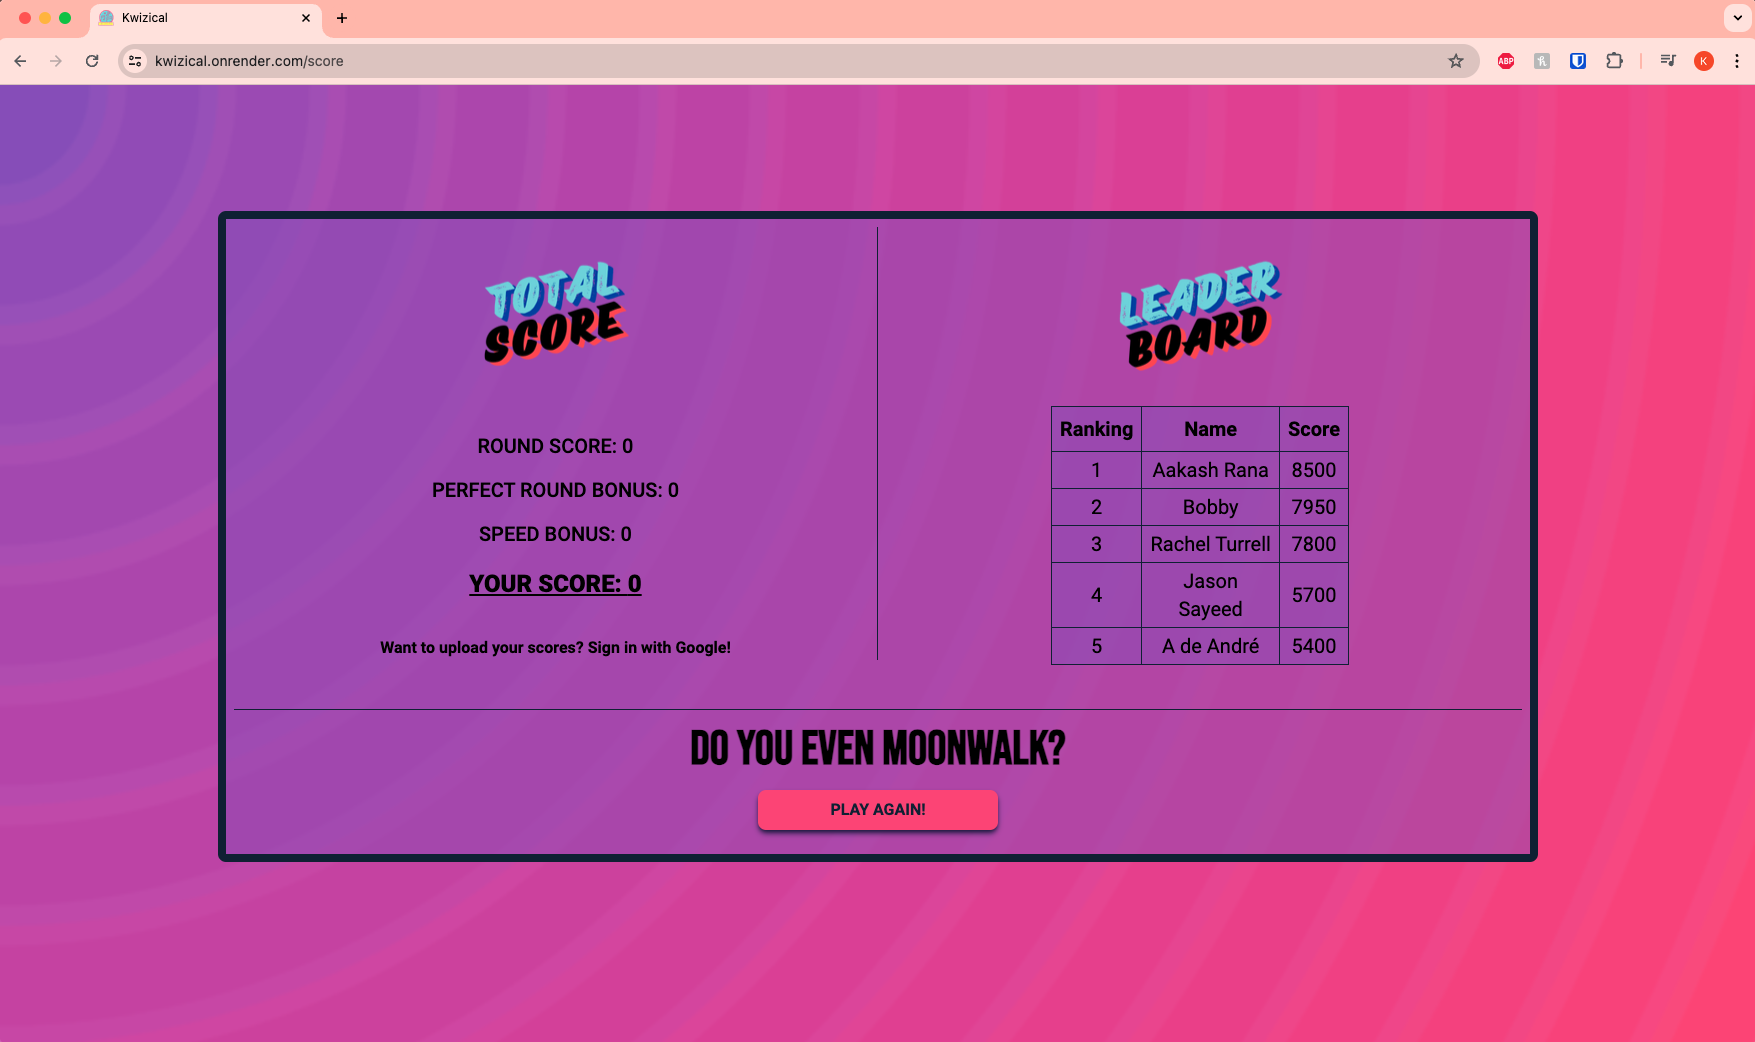 Kwizical
kwizical.onrender.com/score
ABP
K
TOTAL
SCORE
ROUND SCORE: 0
PERFECT ROUND BONUS: 0
SPEED BONUS: 0
YOUR SCORE: 0
Want to upload your scores? Sign in with Google!
LEADER
BOARD
Ranking Name Score
1 Aakash Rana 8500
2 Bobby 7950
3 Rachel Turrell 7800
4 Jason Sayeed 5700
5 A de André 5400
DO YOU EVEN MOONWALK?
PLAY AGAIN!